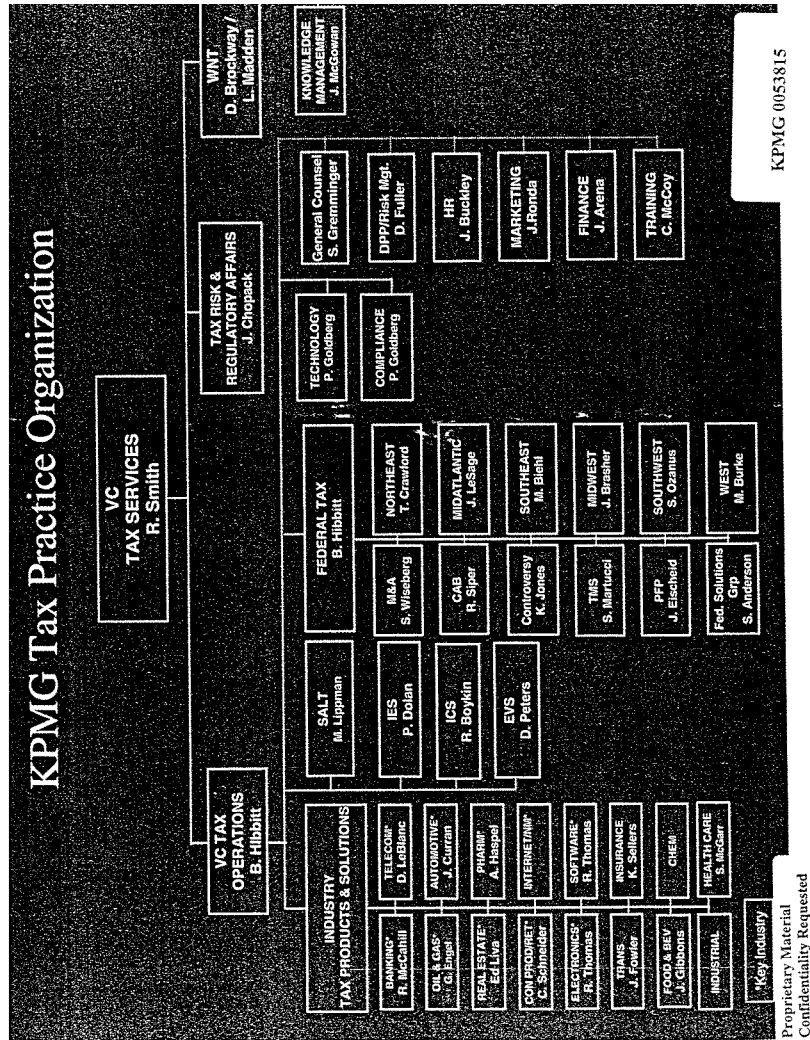 KPMG Tax Practice Organization
VC
TAX SERVICES
R. Smith
VC TAX
OPERATIONS
B. Hibbitt
TAX RISK &
REGULATORY AFFAIRS
J. Chopack
WNT
D. Brockway/
L. Madden
KNOWLEDGE
MANAGEMENT
J. McGowan
INDUSTRY
TAX PRODUCTS & SOLUTIONS
BANKING*
R. McCahill
TELECOM*
D. LeBlanc
OIL & GAS*
G. Engel
AUTOMOTIVE*
J. Curran
REAL ESTATE*
Ed Liva
PHARM*
A. Haspel
CON PROD/RET*
C. Schneider
INTERNET/NM*
ELECTRONICS*
R. Thomas
SOFTWARE*
R. Thomas
TRANS
J. Fowler
INSURANCE
K. Sellers
FOOD & BEV
J. Gibbons
CHEM
INDUSTRIAL
HEALTH CARE
S. McGarr
*Key Industry
SALT
M. Lippman
IES
P. Dolan
ICS
R. Boykin
EVS
D. Peters
FEDERAL TAX
B. Hibbitt
M&A
S. Wiseberg
NORTHEAST
T. Crawford
CAB
R. Siper
MIDATLANTIC
J. LeSage
Controversy
K. Jones
SOUTHEAST
M. Biehl
TMS
S. Martucci
MIDWEST
J. Brasher
PFP
J. Eischeid
SOUTHWEST
S. Ozanus
Fed. Solutions
Grp
S. Anderson
WEST
M. Burke
TECHNOLOGY
P. Goldberg
COMPLIANCE
P. Goldberg
General Counsel
S. Gremminger
DPP/Risk Mgt.
D. Fuller
HR
J. Buckley
MARKETING
J.Ronda
FINANCE
J. Arena
TRAINING
C. McCoy
Proprietary Material
Confidentiality Requested
KPMG 0053815